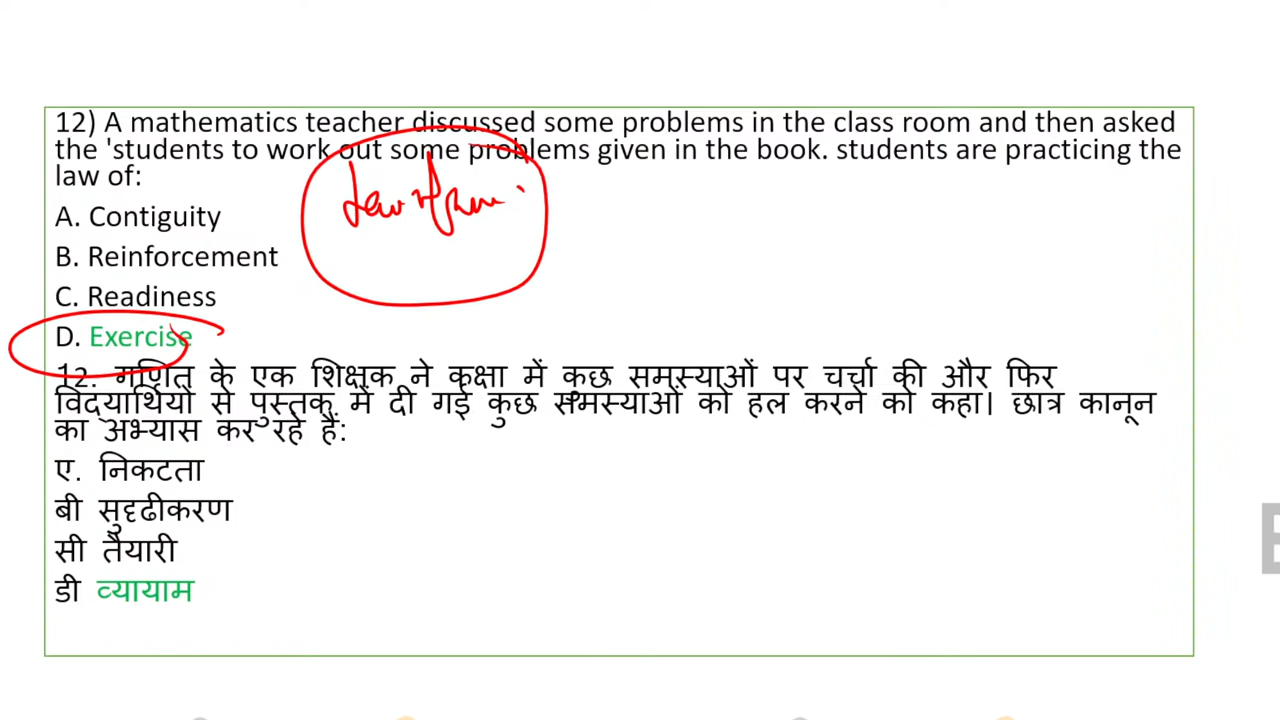 12) A mathematics teacher discussed some problems in the class room and then asked
the 'students to work out some problems given in the book. students are practicing the
law of:
A. Contiguity
B. Reinforcement
C. Readiness
D. Exercise
12. गणित के एक शिक्षक ने कक्षा में कुछ समस्याओं पर चर्चा की और फिर
विद्यार्थियों से पुस्तक में दी गई कुछ समस्याओं को हल करने को कहा। छात्र कानून
का अभ्यास कर रहे हैं:
ए. निकटता
बी सुदृढीकरण
सी तैयारी
डी व्यायाम